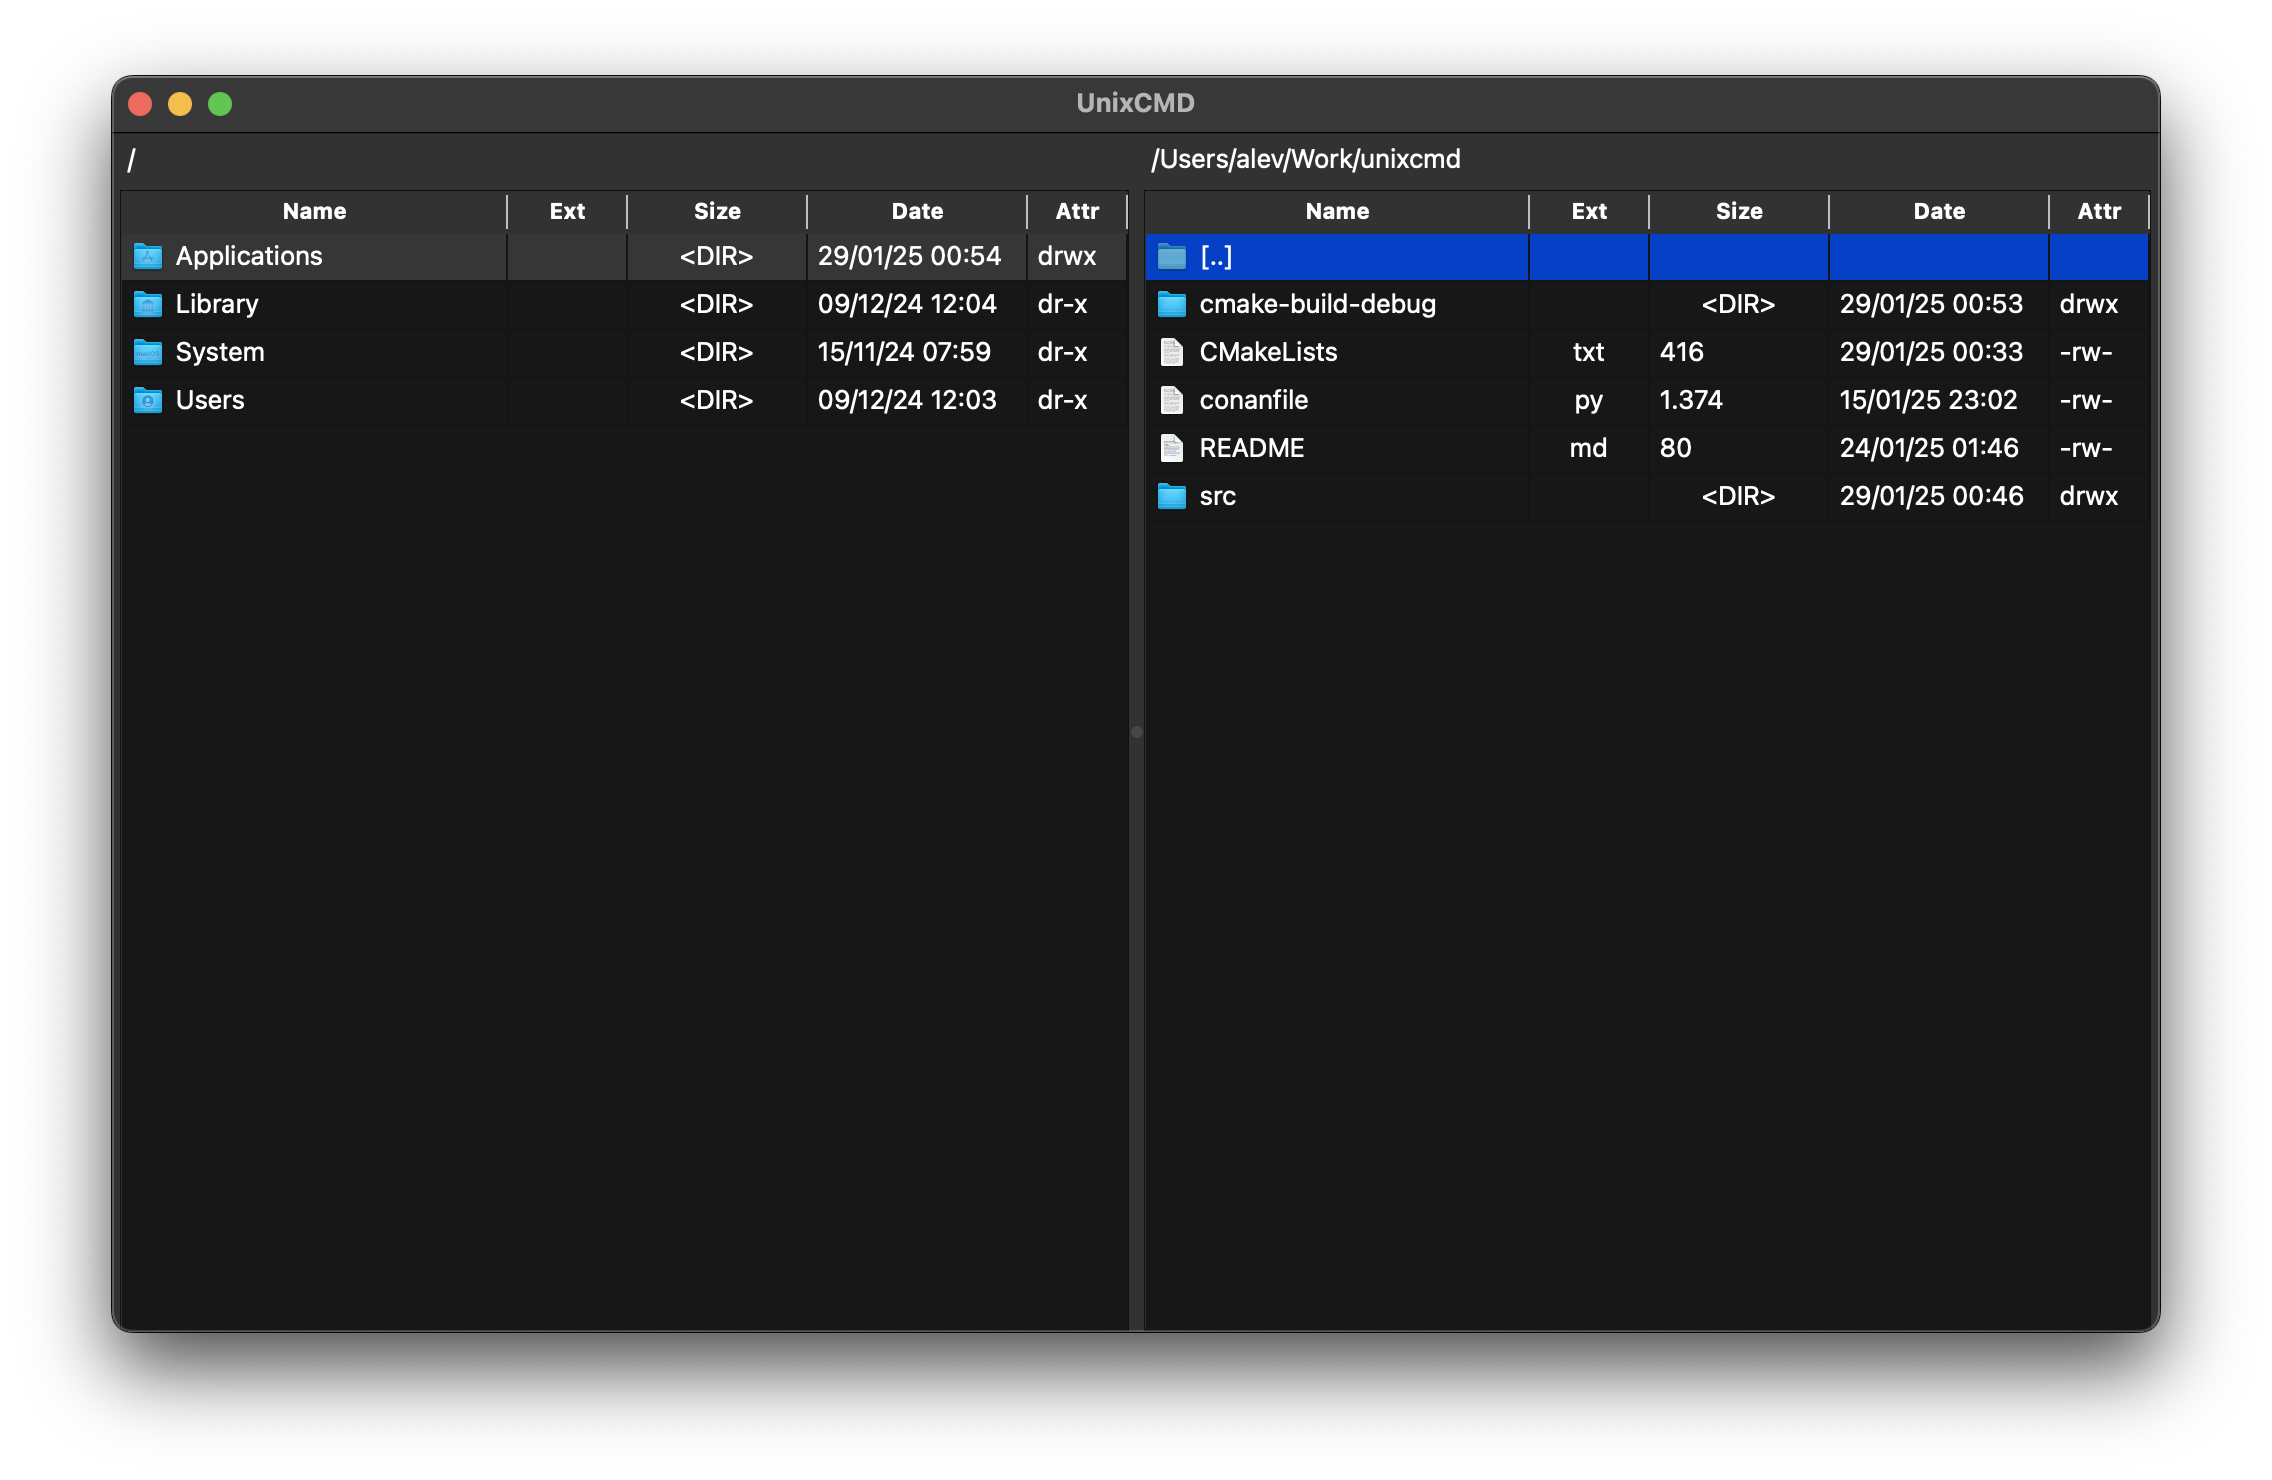 UnixCMD
/
Name Ext Size Date Attr
Applications <DIR> 29/01/25 00:54 drwx
Library <DIR> 09/12/24 12:04 dr-x
System <DIR> 15/11/24 07:59 dr-x
Users <DIR> 09/12/24 12:03 dr-x
/Users/alev/Work/unixcmd
Name Ext Size Date Attr
[..]
cmake-build-debug <DIR> 29/01/25 00:53 drwx
CMakeLists txt 416 29/01/25 00:33 -rw-
conanfile py 1.374 15/01/25 23:02 -rw-
README md 80 24/01/25 01:46 -rw-
src <DIR> 29/01/25 00:46 drwx